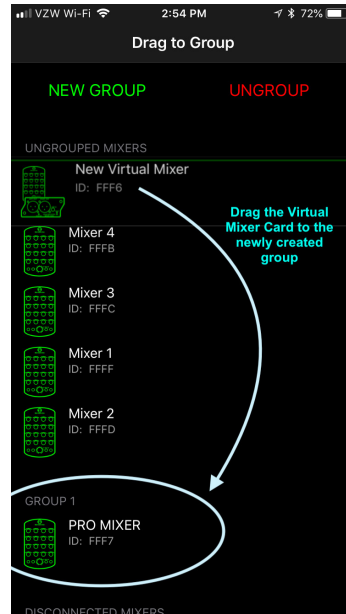 VZW Wi-Fi 2:54 PM 72%
Drag to Group
NEW GROUP UNGROUP
UNGROUPED MIXERS
New Virtual Mixer
ID: FFF6
Drag the Virtual
Mixer Card to the
newly created
group
Mixer 4
ID: FFFB
Mixer 3
ID: FFFC
Mixer 1
ID: FFFF
Mixer 2
ID: FFFD
GROUP 1
PRO MIXER
ID: FFF7
DISCONNECTED MIXERS